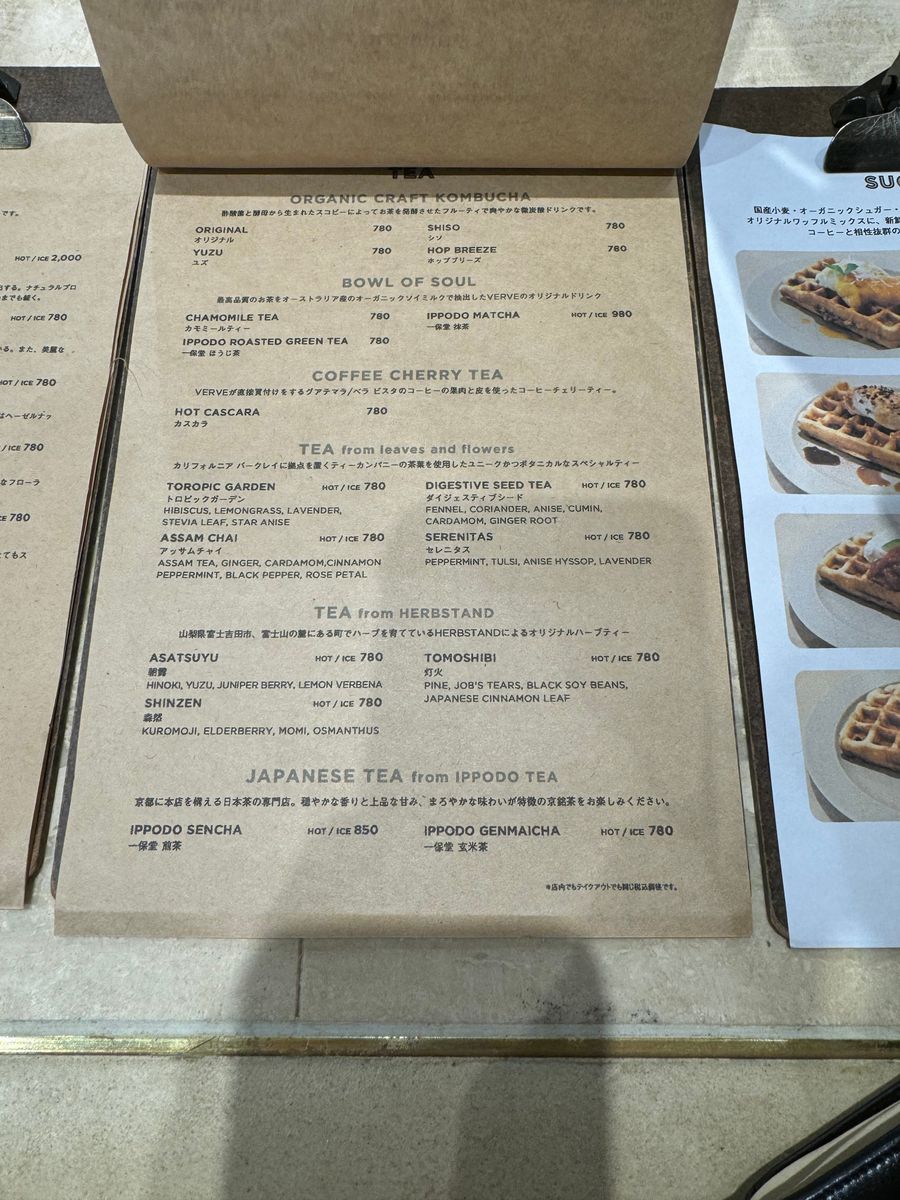 TEA
ORGANIC CRAFT KOMBUCHA
酢酸菌と酵母から生まれたスコビーによってお茶を発酵させたフルーティで爽やかな微炭酸ドリンクです。
ORIGINAL 780
オリジナル
SHISO 780
シソ
YUZU 780
ユズ
HOP BREEZE 780
ホップブリーズ
BOWL OF SOUL
最高品質のお茶をオーストラリア産のオーガニックソイミルクで抽出したVERVEのオリジナルドリンク
CHAMOMILE TEA 780
カモミールティー
IPPODO MATCHA HOT / ICE 980
一保堂 抹茶
IPPODO ROASTED GREEN TEA 780
一保堂 ほうじ茶
COFFEE CHERRY TEA
VERVEが直接買付けをするグアテマラ/ベラ ビスタのコーヒーの果肉と皮を使ったコーヒーチェリーティー。
HOT CASCARA 780
カスカラ
TEA from leaves and flowers
カリフォルニア バークレイに拠点を置くティーカンパニーの茶葉を使用したユニークかつボタニカルなスペシャルティー
TOROPIC GARDEN HOT / ICE 780
トロピックガーデン
HIBISCUS, LEMONGRASS, LAVENDER,
STEVIA LEAF, STAR ANISE
DIGESTIVE SEED TEA HOT / ICE 780
ダイジェスティブシード
FENNEL, CORIANDER, ANISE, CUMIN,
CARDAMOM, GINGER ROOT
ASSAM CHAI HOT / ICE 780
アッサムチャイ
ASSAM TEA, GINGER, CARDAMOM,CINNAMON
PEPPERMINT, BLACK PEPPER, ROSE PETAL
SERENITAS HOT / ICE 780
セレニタス
PEPPERMINT, TULSI, ANISE HYSSOP, LAVENDER
TEA from HERBSTAND
山梨県富士吉田市、富士山の麓にある町でハーブを育てているHERBSTANDによるオリジナルハーブティー
ASATSUYU HOT / ICE 780
朝露
HINOKI, YUZU, JUNIPER BERRY, LEMON VERBENA
TOMOSHIBI HOT / ICE 780
灯火
PINE, JOB'S TEARS, BLACK SOY BEANS,
JAPANESE CINNAMON LEAF
SHINZEN HOT / ICE 780
森然
KUROMOJI, ELDERBERRY, MOMI, OSMANTHUS
JAPANESE TEA from IPPODO TEA
京都に本店を構える日本茶の専門店。穏やかな香りと上品な甘み、まろやかな味わいが特徴の京銘茶をお楽しみください。
IPPODO SENCHA HOT / ICE 850
一保堂 煎茶
IPPODO GENMAICHA HOT / ICE 780
一保堂 玄米茶
*店内でもテイクアウトでも同じ税込価格です。
です。
HOT / ICE 2,000
する。ナチュラルプロ
までも続く。
HOT / ICE 780
いる。また、美麗な
HOT / ICE 780
はヘーゼルナッ
/ ICE 780
なフローラ
ICE 780
てもス
SU
国産小麦・オーガニックシュガー・
オリジナルワッフルミックスに、新鮮
コーヒーと相性抜群の